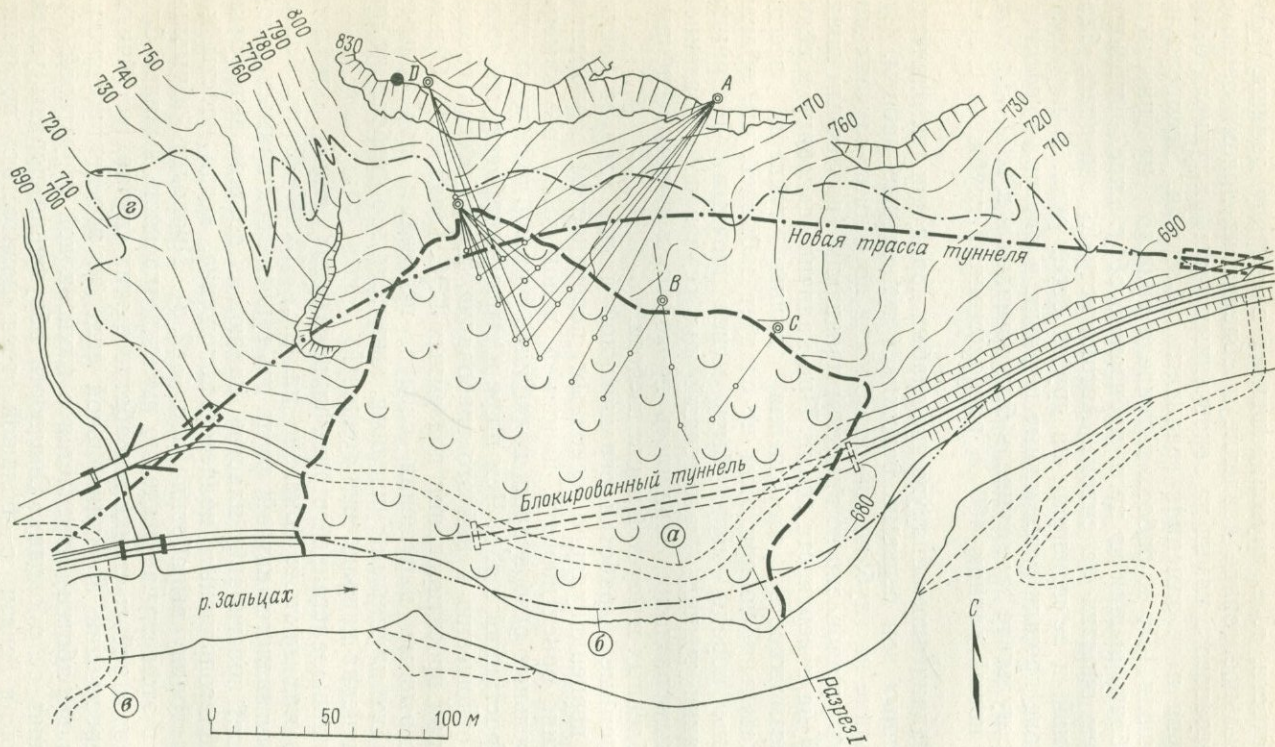 800
790
780
770
760
750
740
730
720
710
700
690
830
D
A
770
760
730
720
710
690
г
Новая трасса туннеля
B
C
Блокированный туннель
680
а
р. Зальцах
б
в
С
Разрез I
0 50 100 м